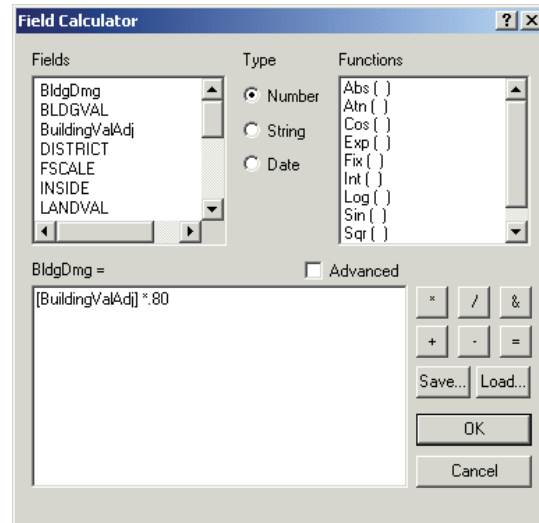 Field Calculator ? X
Fields
BldgDmg
BLDGVAL
BuildingValAdj
DISTRICT
FSCALE
INSIDE
LANDVAL
Type
Number
String
Date
Functions
Abs ( )
Atn ( )
Cos ( )
Exp ( )
Fix ( )
Int ( )
Log ( )
Sin ( )
Sqr ( )
BldgDmg =
Advanced
[BuildingValAdj] *.80
* / &
+ - =
Save... Load...
OK
Cancel